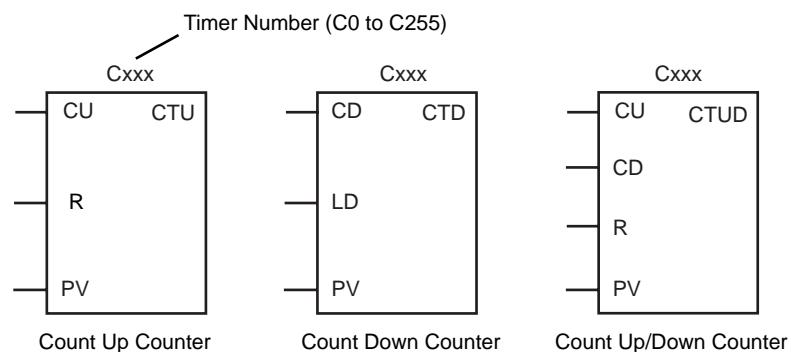 Timer Number (C0 to C255)
Cxxx Cxxx Cxxx
CU CTU CD CTD CU CTUD
CD
R LD
R
PV PV PV
Count Up Counter Count Down Counter Count Up/Down Counter